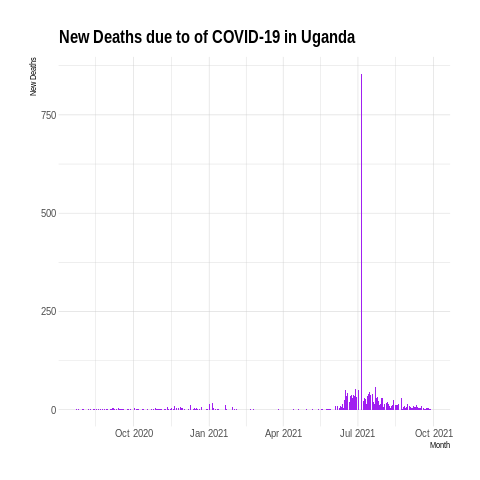 New Deaths due to of COVID-19 in Uganda
New Deaths
750
500
250
0
Oct 2020 Jan 2021 Apr 2021 Jul 2021 Oct 2021
Month